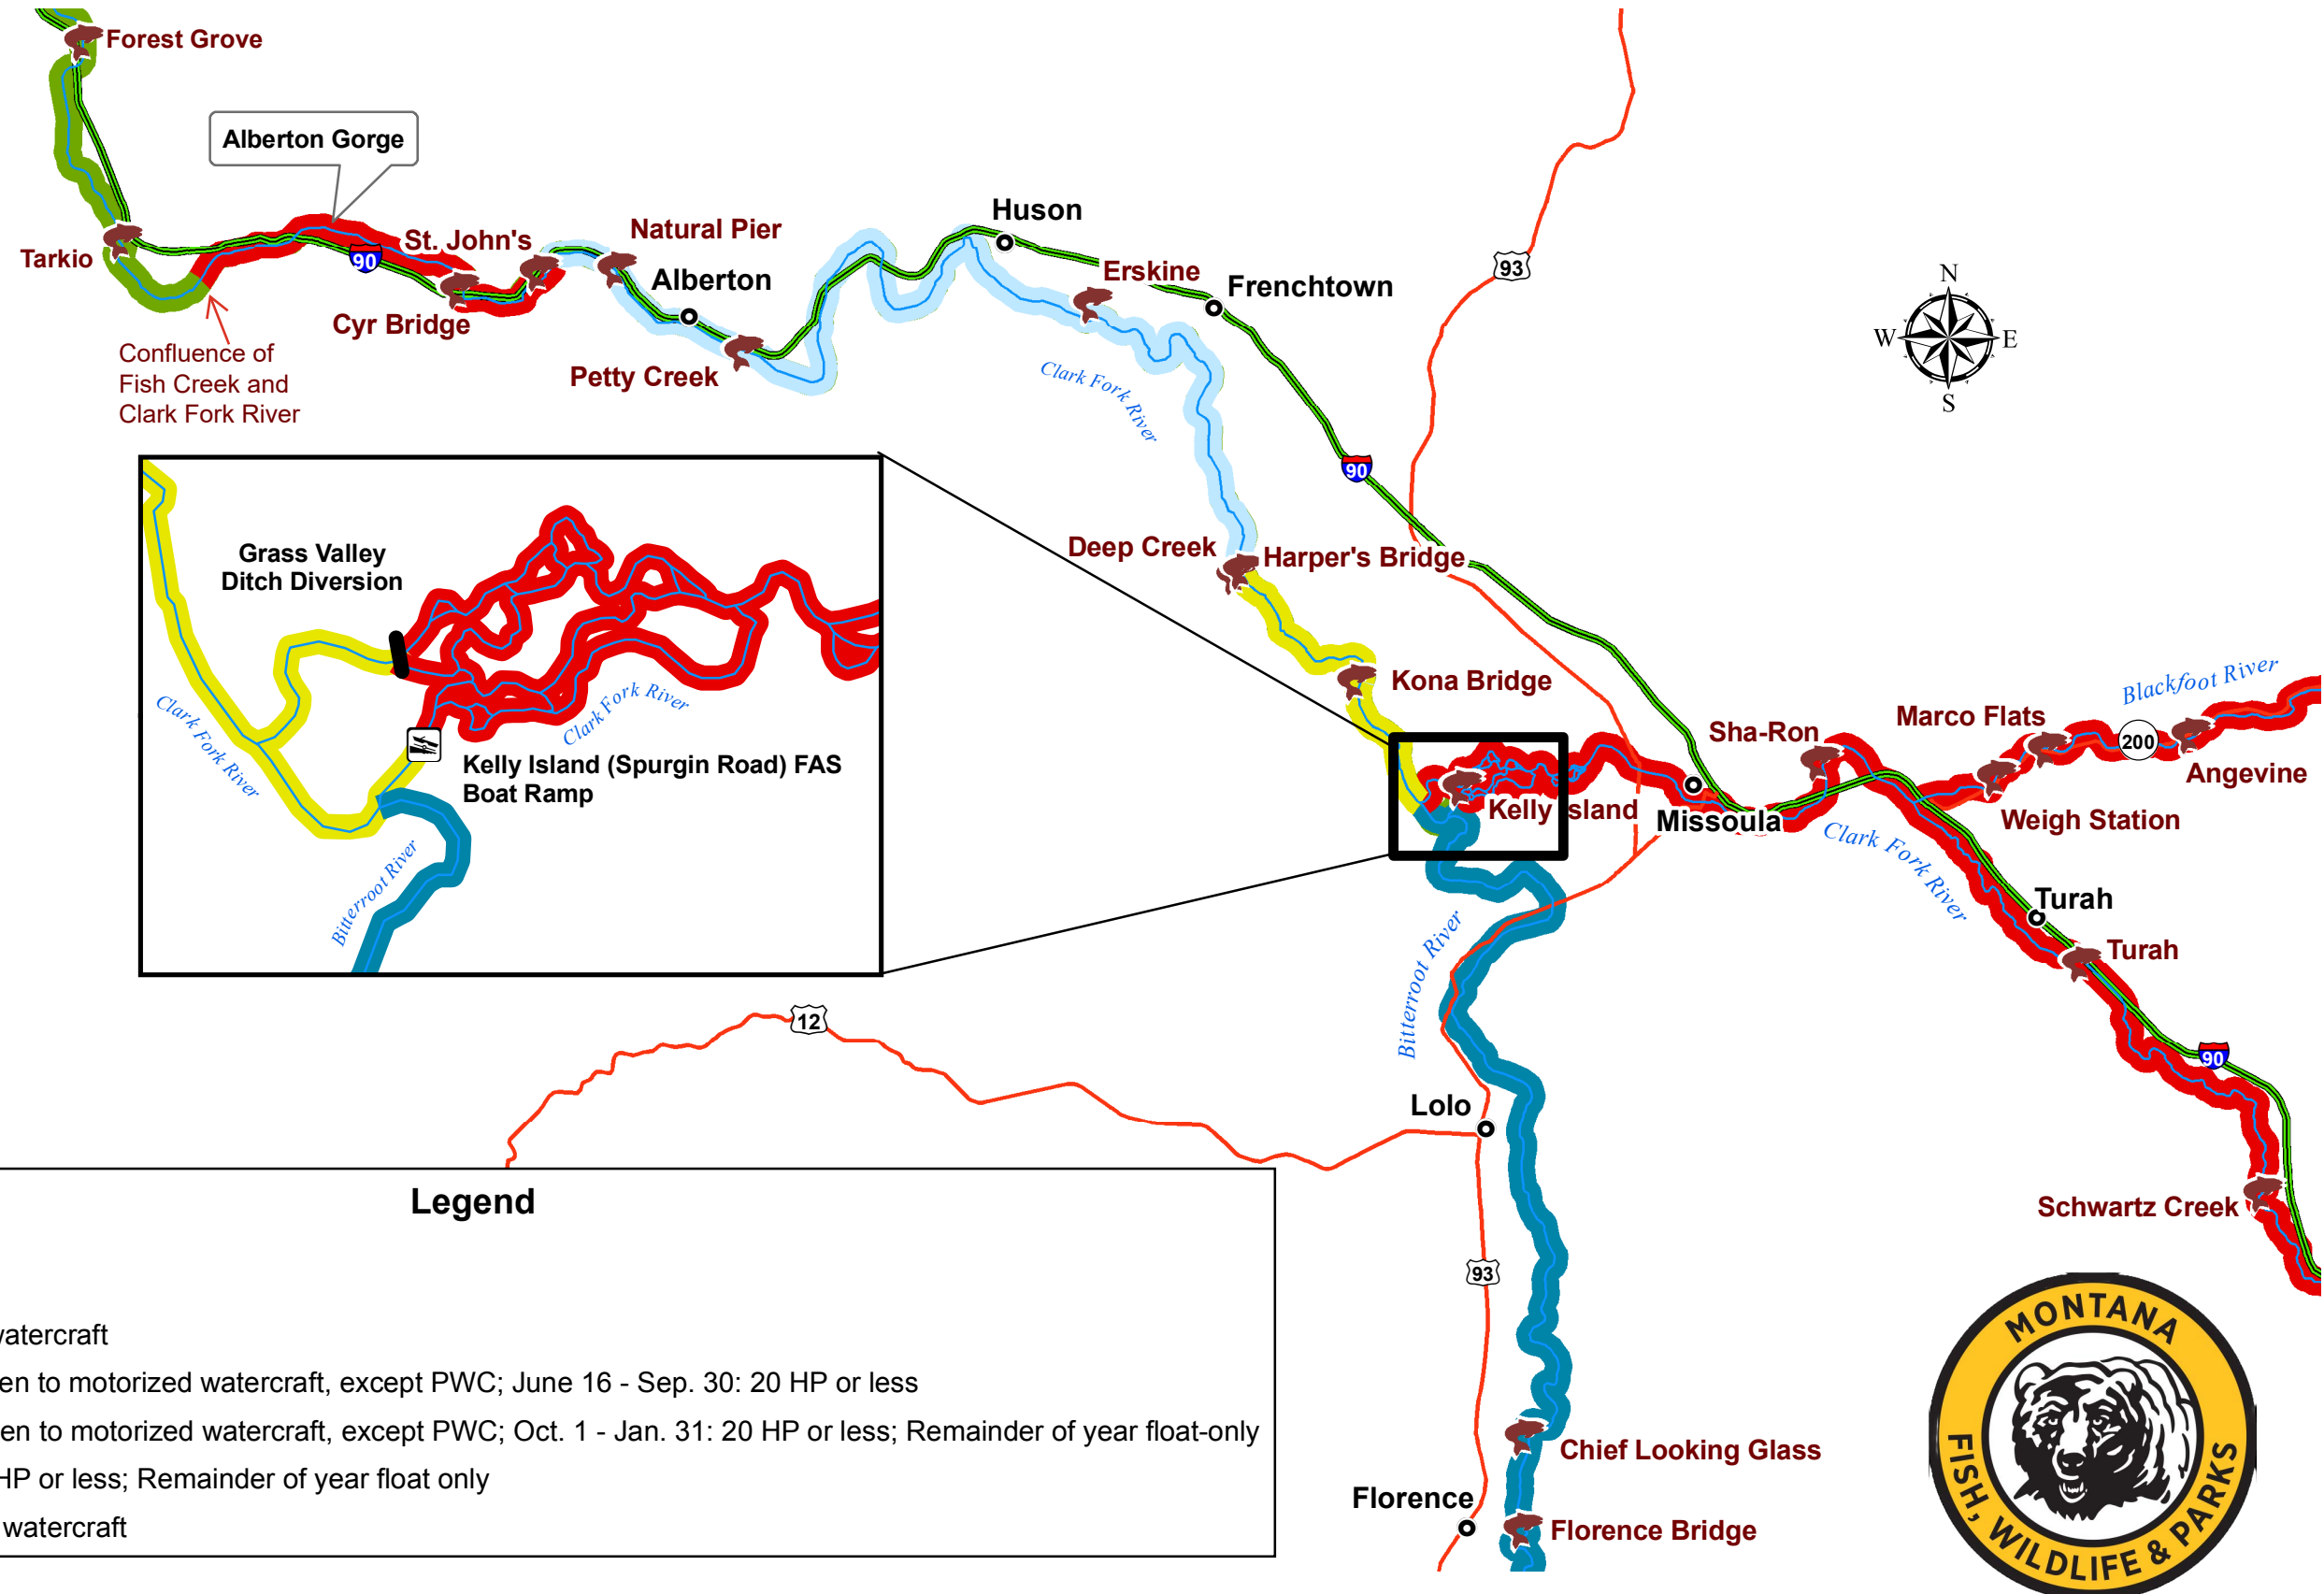 Forest Grove
Alberton Gorge
93
Tarkio
90
St. John's
Natural Pier
Huson
Cyr Bridge
Alberton
Erskine
Frenchtown
Confluence of
Fish Creek and
Clark Fork River
Petty Creek
Clark Fork River
N
W
E
S
90
Grass Valley
Ditch Diversion
Deep Creek
Harper's Bridge
Clark Fork River
Clark Fork River
Kelly Island (Spurgin Road) FAS
Boat Ramp
Bitterroot River
Kona Bridge
Blackfoot River
Sha-Ron
Marco Flats
200
Angevine
Kelly Island
Missoula
Weigh Station
Clark Fork River
Turah
Turah
Bitterroot River
12
90
Lolo
Schwartz Creek
93
Chief Looking Glass
Florence
Florence Bridge
Legend
watercraft
en to motorized watercraft, except PWC; June 16 - Sep. 30: 20 HP or less
en to motorized watercraft, except PWC; Oct. 1 - Jan. 31: 20 HP or less; Remainder of year float-only
HP or less; Remainder of year float only
watercraft
MONTANA
FISH, WILDLIFE & PARKS